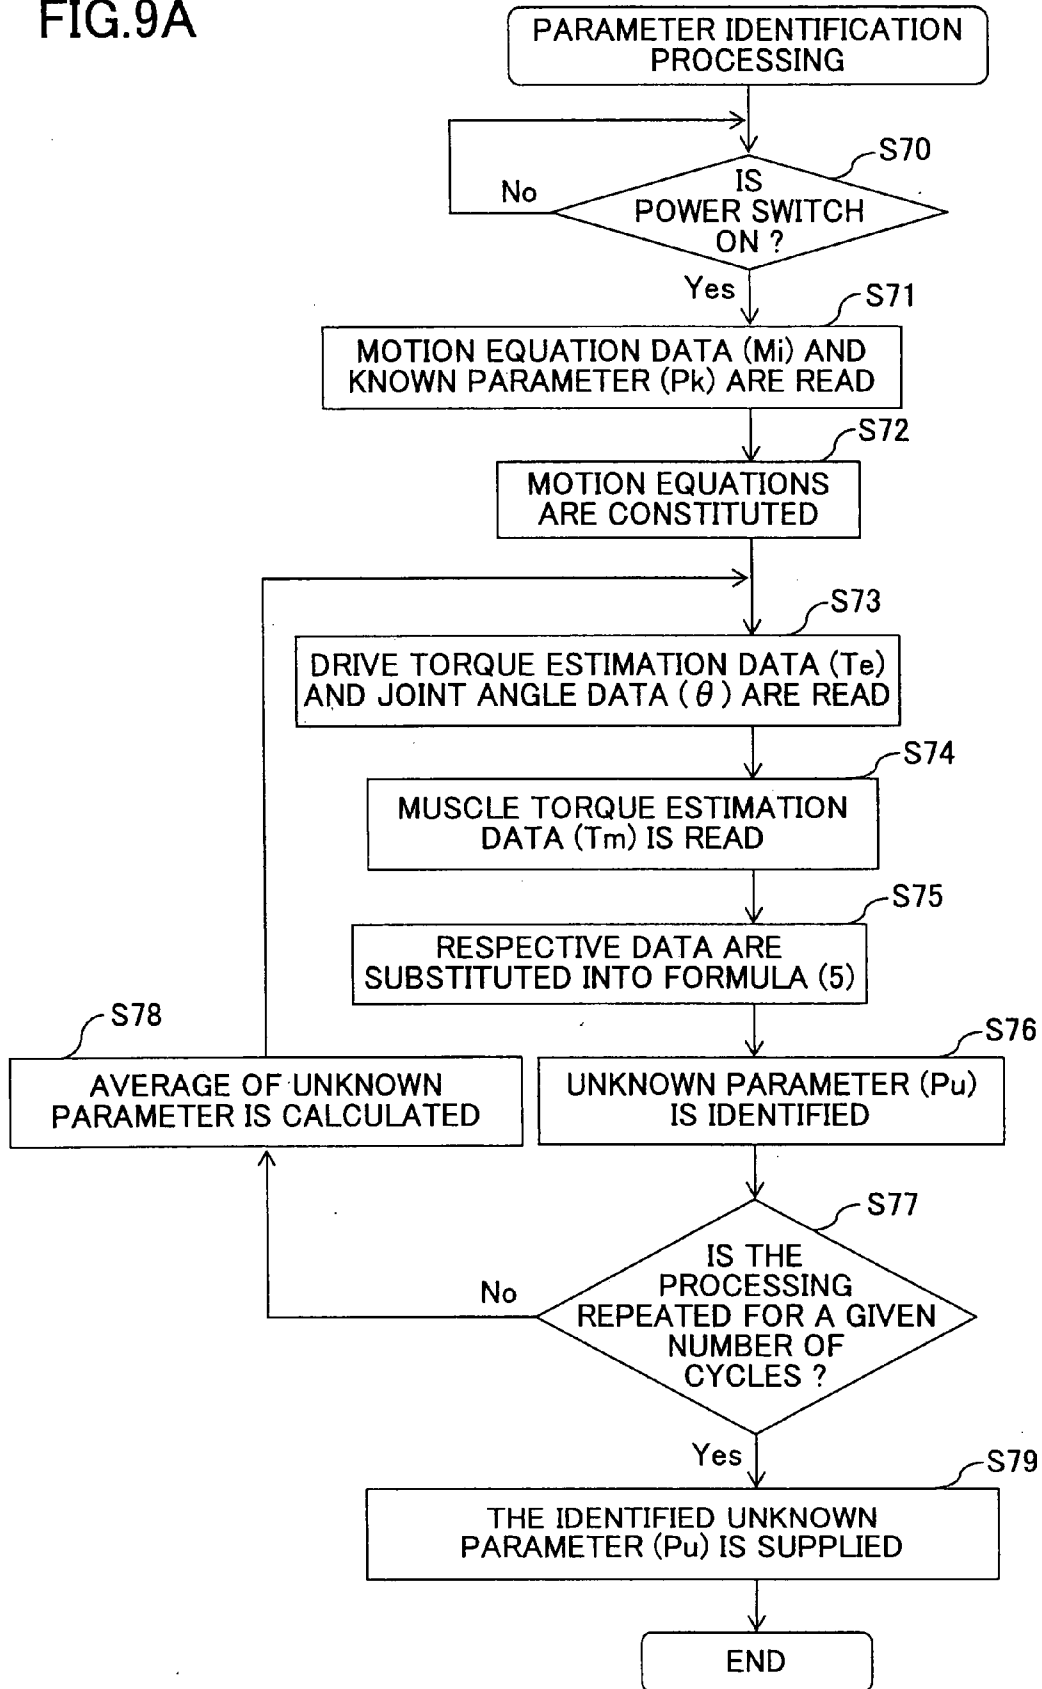 FIG.9A
PARAMETER IDENTIFICATION
PROCESSING
S70
IS
POWER SWITCH
ON ?
No
Yes
S71
MOTION EQUATION DATA (Mi) AND
KNOWN PARAMETER (Pk) ARE READ
S72
MOTION EQUATIONS
ARE CONSTITUTED
S73
DRIVE TORQUE ESTIMATION DATA (Te)
AND JOINT ANGLE DATA (θ) ARE READ
S74
MUSCLE TORQUE ESTIMATION
DATA (Tm) IS READ
S75
RESPECTIVE DATA ARE
SUBSTITUTED INTO FORMULA (5)
S78
AVERAGE OF UNKNOWN
PARAMETER IS CALCULATED
S76
UNKNOWN PARAMETER (Pu)
IS IDENTIFIED
S77
IS THE
PROCESSING
REPEATED FOR A GIVEN
NUMBER OF
CYCLES ?
No
Yes
S79
THE IDENTIFIED UNKNOWN
PARAMETER (Pu) IS SUPPLIED
END